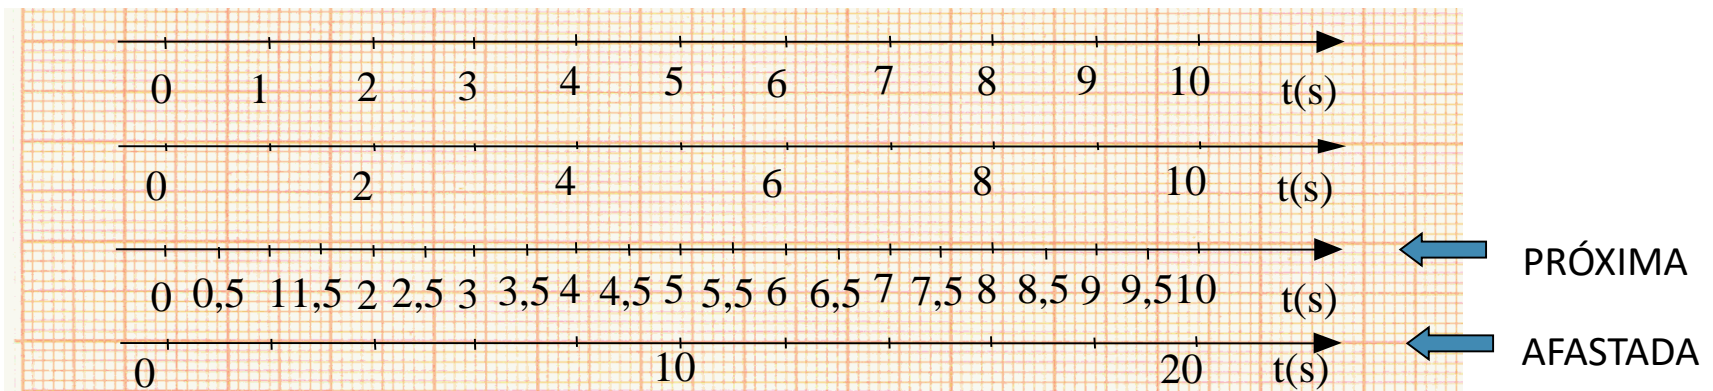 0 1 2 3 4 5 6 7 8 9 10 t(s)
0 2 4 6 8 10 t(s)
0 0,5 1 1,5 2 2,5 3 3,5 4 4,5 5 5,5 6 6,5 7 7,5 8 8,5 9 9,5 10 t(s)
PRÓXIMA
0 10 20 t(s)
AFASTADA